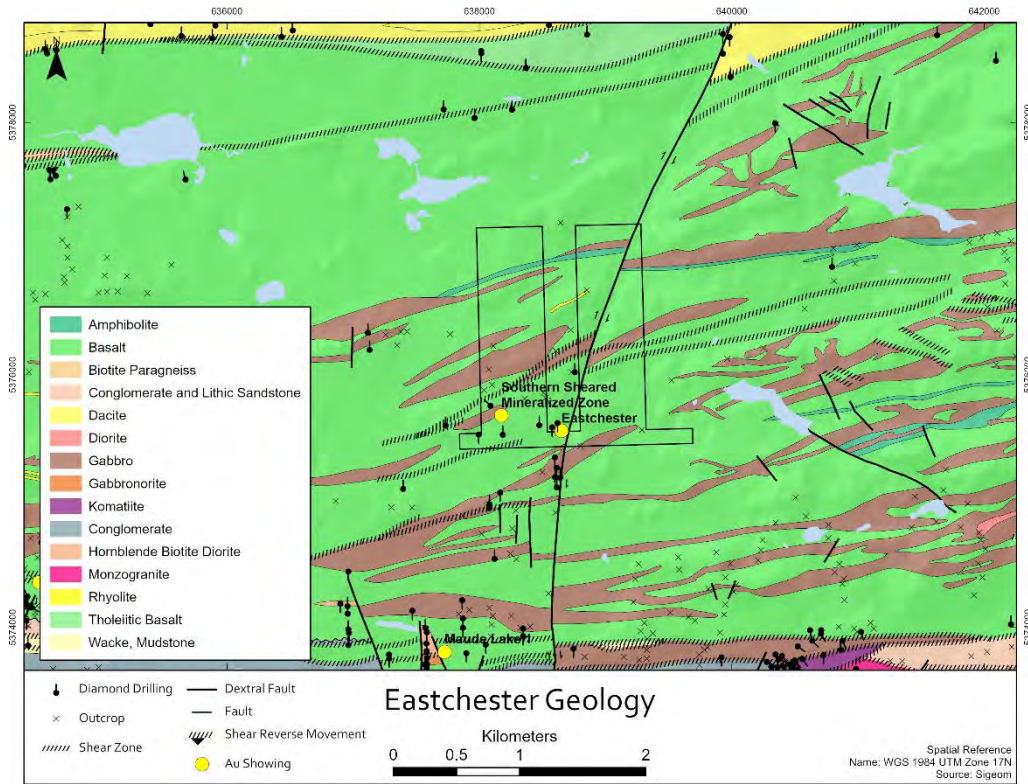 636000
638000
640000
642000
5378000
5378000
N
Amphibolite
Basalt
Biotite Paragneiss
Conglomerate and Lithic Sandstone
Dacite
Diorite
Gabbro
Gabbronorite
Komatiite
Conglomerate
Hornblende Biotite Diorite
Monzogranite
Rhyolite
Tholeiitic Basalt
Wacke, Mudstone
Southern Sheared
Mineralized Zone
Eastchester
5374000
5374000
Maude Lake
Diamond Drilling
Outcrop
Shear Zone
Dextral Fault
Fault
Shear Reverse Movement
Au Showing
Eastchester Geology
Kilometers
0
0.5
1
2
Spatial Reference
Name: WGS 1984 UTM Zone 17N
Source: Sigeom